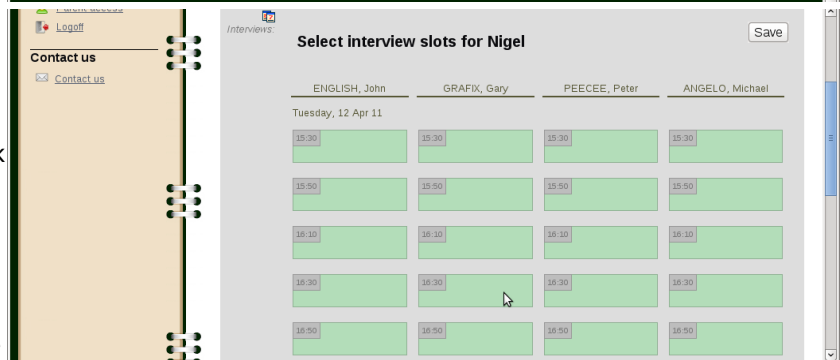 Parent access
Logoff
Contact us
Contact us
Interviews:
Select interview slots for Nigel
Save
ENGLISH, John GRAFIX, Gary PEECEE, Peter ANGELO, Michael
Tuesday, 12 Apr 11
15:30 15:30 15:30 15:30
15:50 15:50 15:50 15:50
16:10 16:10 16:10 16:10
16:30 16:30 16:30 16:30
16:50 16:50 16:50 16:50